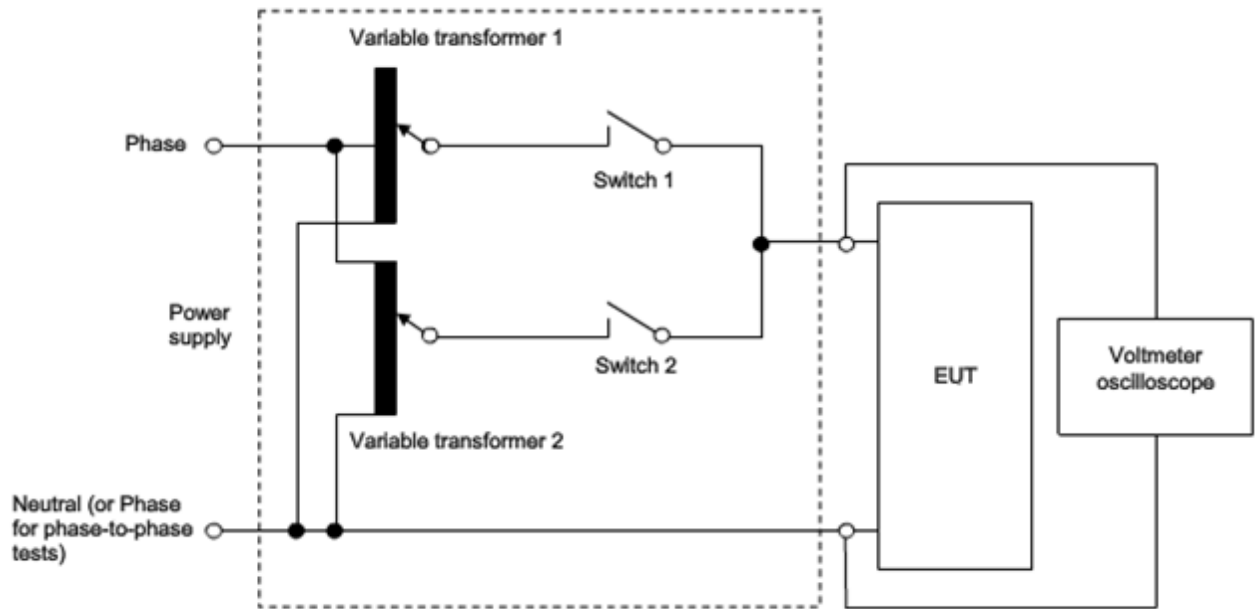 Variable transformer 1
Phase
Switch 1
Power
supply
Switch 2
EUT
Voltmeter
oscilloscope
Variable transformer 2
Neutral (or Phase
for phase-to-phase
tests)